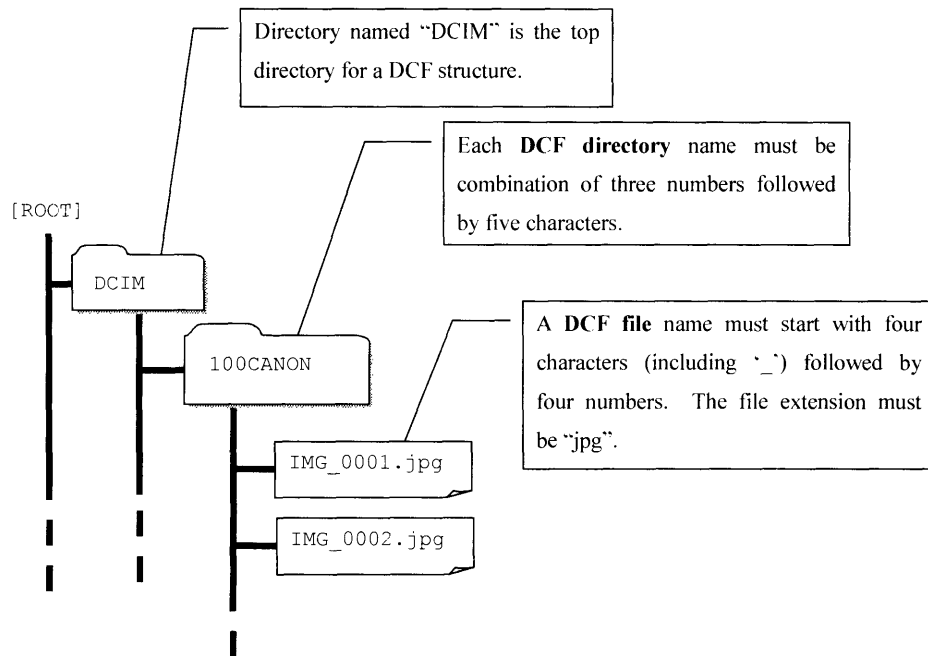 Directory named “DCIM” is the top
directory for a DCF structure.
Each DCF directory name must be
combination of three numbers followed
by five characters.
[ROOT]
DCIM
100CANON
A DCF file name must start with four
characters (including ‘_’) followed by
four numbers. The file extension must
be “jpg”.
IMG_0001.jpg
IMG_0002.jpg